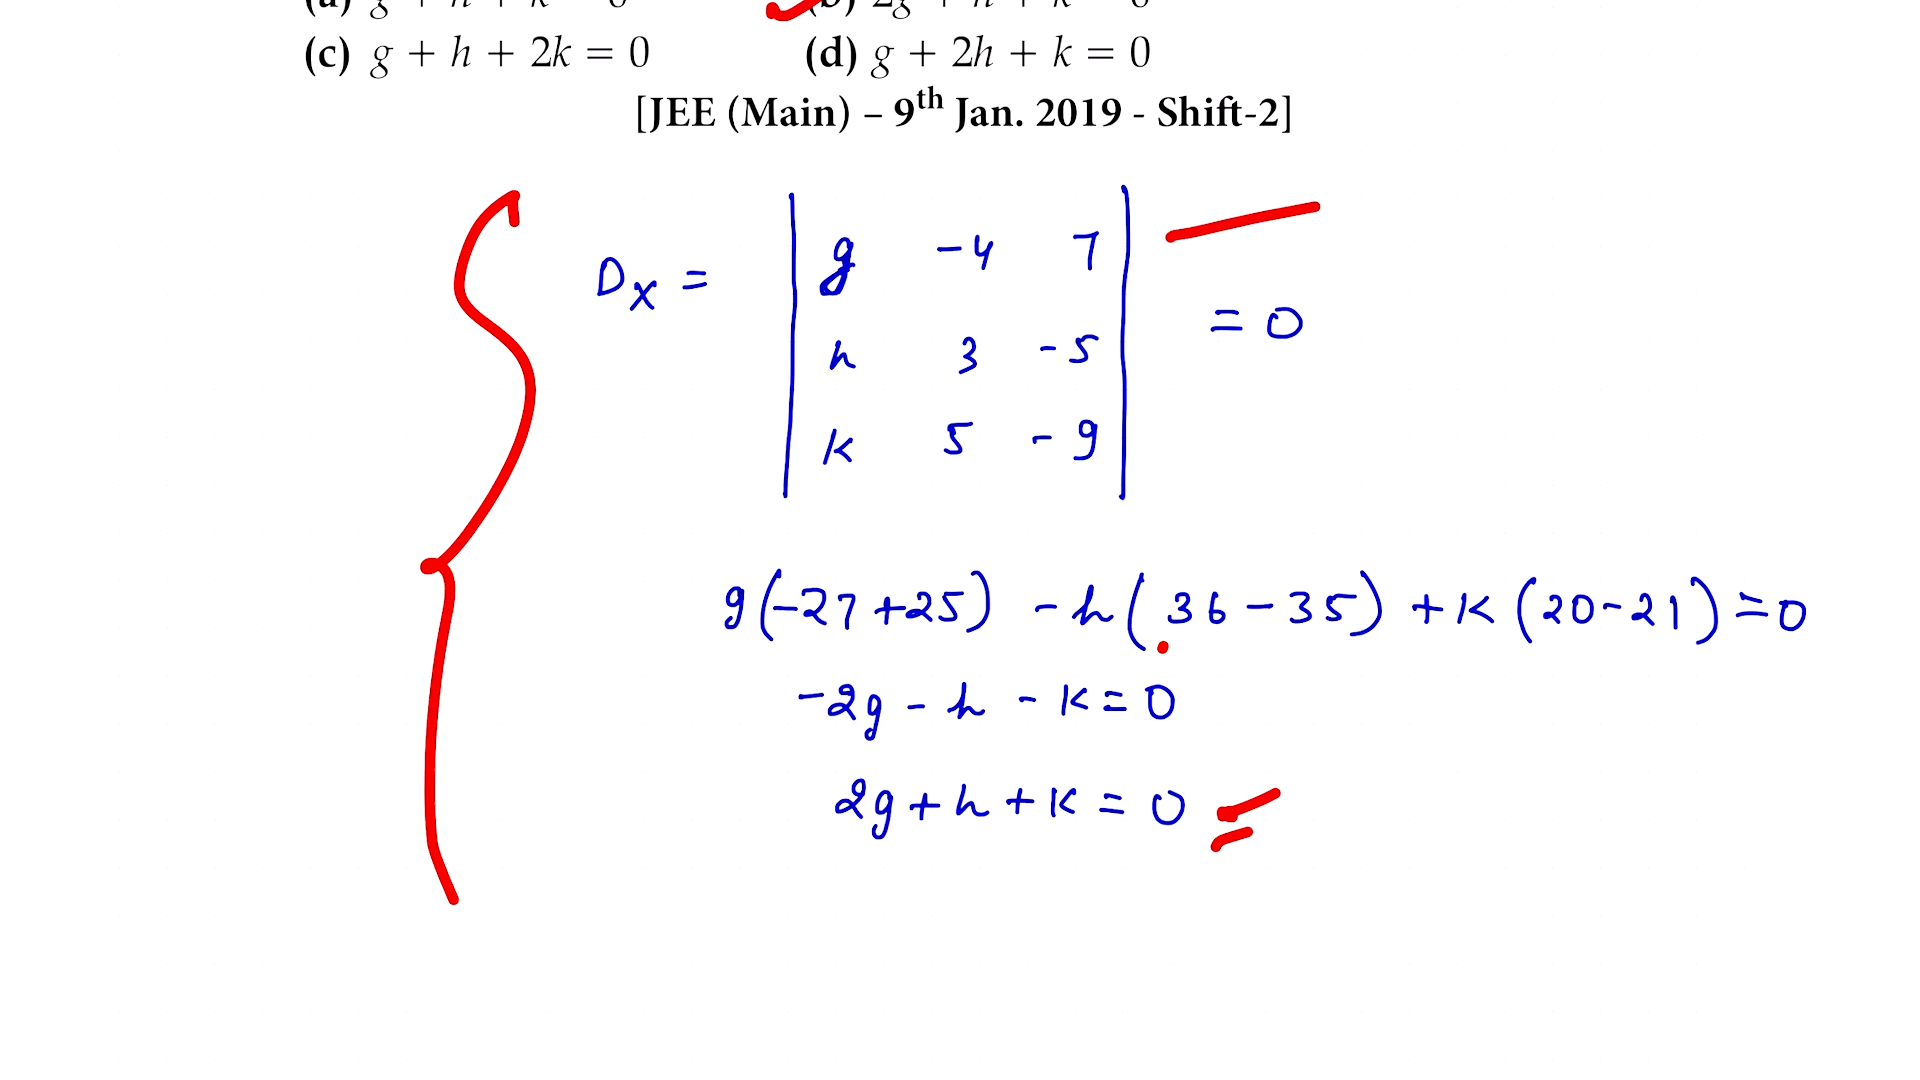 (c) g + h + 2k = 0 (d) g + 2h + k = 0
[JEE (Main) – 9th Jan. 2019 - Shift-2]
Dx = | g -4 7 |
| h 3 -5 | = 0
| k 5 -9 |
g(-27+25) - h(36-35) + k(20-21)=0
-2g - h - k = 0
2g + h + k = 0